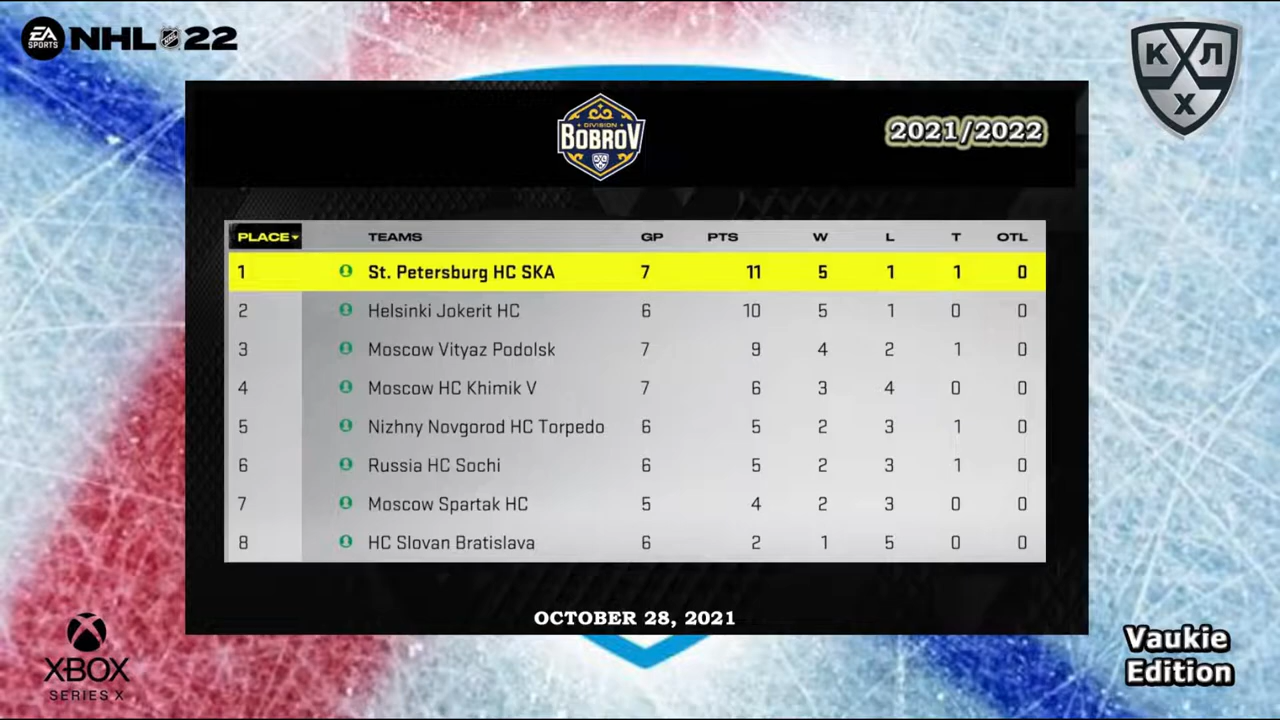 EA SPORTS NHL 22
К Л Х
DIVISION
BOBROV
2021/2022
PLACE TEAMS GP PTS W L T OTL
1 St. Petersburg HC SKA 7 11 5 1 1 0
2 Helsinki Jokerit HC 6 10 5 1 0 0
3 Moscow Vityaz Podolsk 7 9 4 2 1 0
4 Moscow HC Khimik V 7 6 3 4 0 0
5 Nizhny Novgorod HC Torpedo 6 5 2 3 1 0
6 Russia HC Sochi 6 5 2 3 1 0
7 Moscow Spartak HC 5 4 2 3 0 0
8 HC Slovan Bratislava 6 2 1 5 0 0
OCTOBER 28, 2021
XBOX
SERIES X
Vaukie
Edition